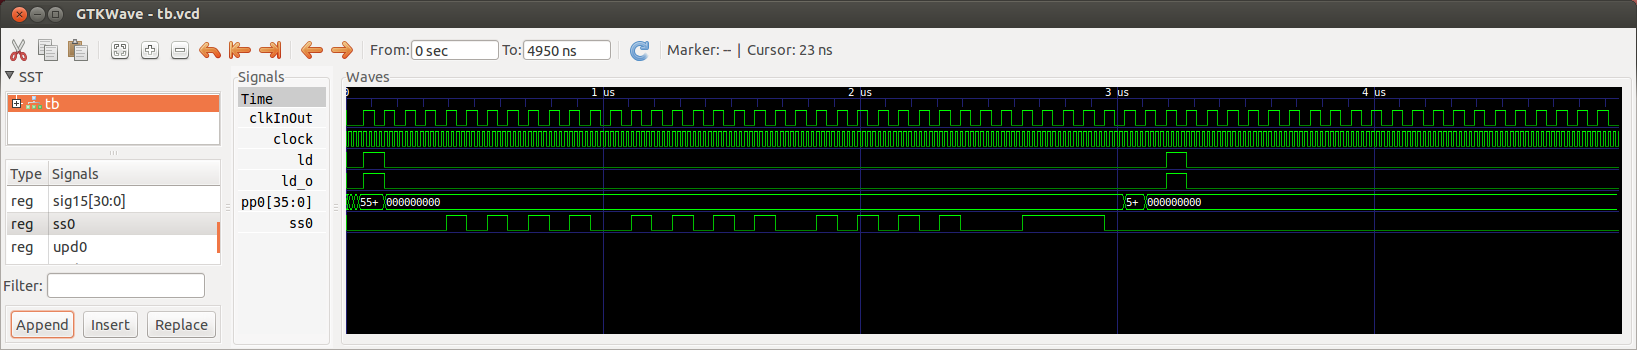 GTKWave - tb.vcd
From: 0 sec To: 4950 ns Marker: -- | Cursor: 23 ns
SST
tb
Type Signals
reg sig15[30:0]
reg ss0
reg upd0
Filter:
Append Insert Replace
Signals
Time
clkInOut
clock
ld
ld_o
pp0[35:0]
ss0
Waves
0 1 us 2 us 3 us 4 us
55+ 000000000 5+ 000000000